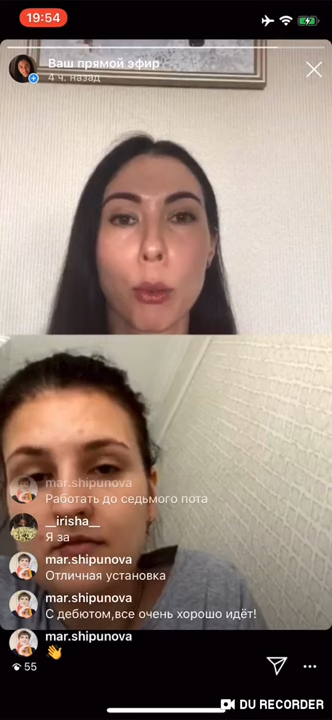 19:54
Ваш прямой эфир
4 ч. назад
mar.shipunova
Работать до седьмого пота
__irisha__
Я за
mar.shipunova
Отличная установка
mar.shipunova
С дебютом,все очень хорошо идёт!
mar.shipunova
👋
55
DU RECORDER